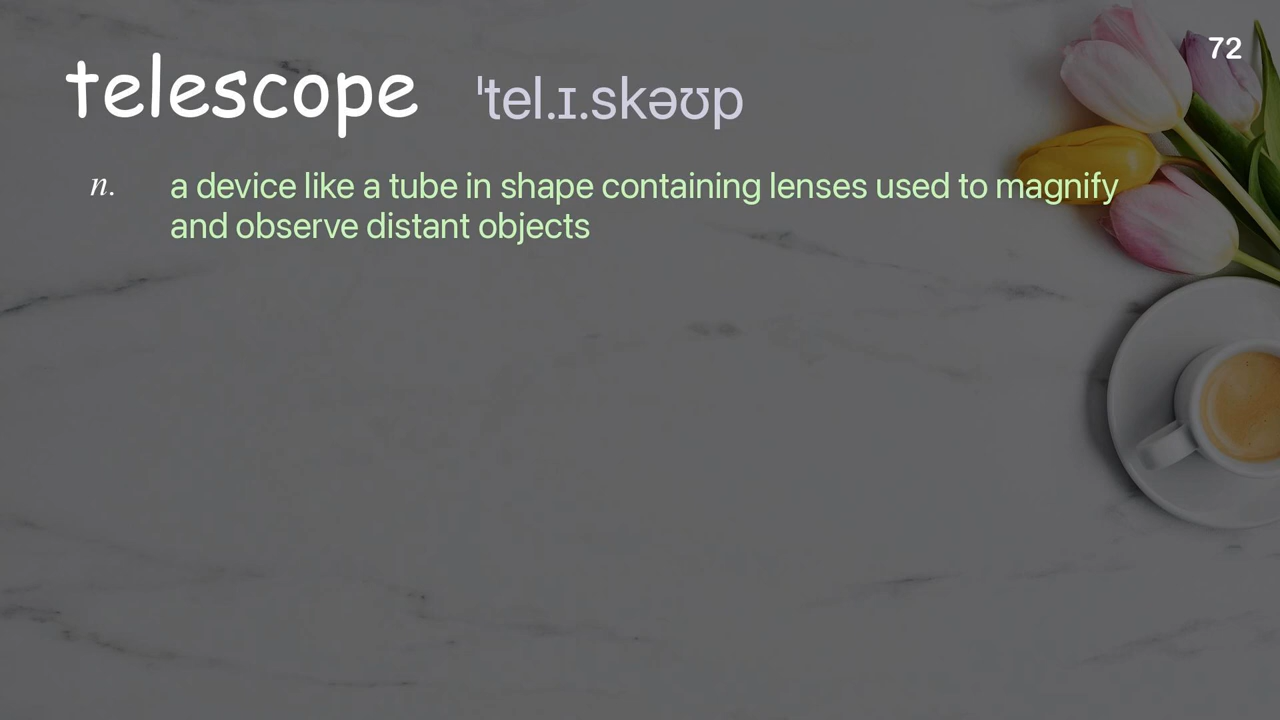 72
telescope ˈtel.ɪ.skəʊp
n. a device like a tube in shape containing lenses used to magnify
and observe distant objects